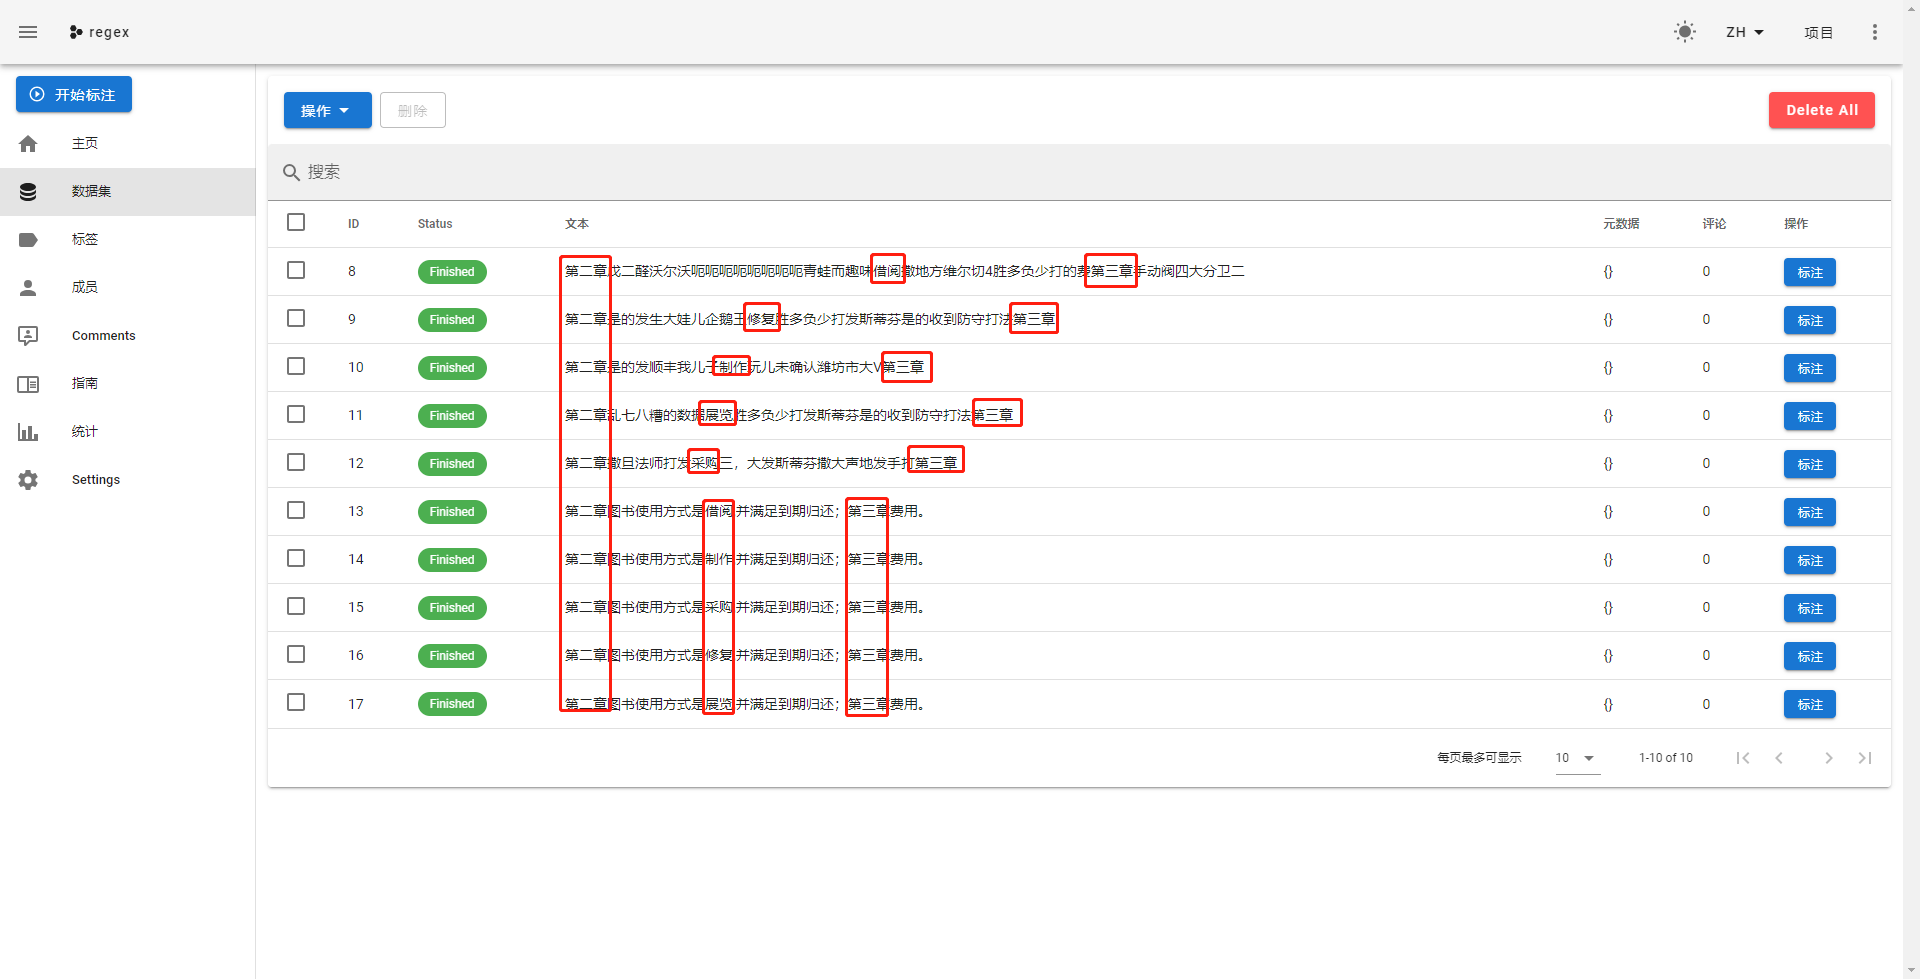 regex
ZH
项目
开始标注
主页
数据集
标签
成员
Comments
指南
统计
Settings
操作
删除
Delete All
搜索
ID Status 文本 元数据 评论 操作
8 Finished 第二章戊二醛沃尔沃呃呃呃呃呃呃呃呃青蛙而趣味借阅撒地方维尔切4胜多负少打的费第三章手动阀四大分卫二 {} 0 标注
9 Finished 第二章是的发生大娃儿企鹅王修复胜多负少打发斯蒂芬是的收到防守打法第三章 {} 0 标注
10 Finished 第二章是的发顺丰我儿子制作玩儿未确认潍坊市大V第三章 {} 0 标注
11 Finished 第二章乱七八糟的数据展览胜多负少打发斯蒂芬是的收到防守打法第三章 {} 0 标注
12 Finished 第二章撒旦法师打发采购三，大发斯蒂芬撒大声地发手打第三章 {} 0 标注
13 Finished 第二章图书使用方式是借阅并满足到期归还；第三章费用。 {} 0 标注
14 Finished 第二章图书使用方式是制作并满足到期归还；第三章费用。 {} 0 标注
15 Finished 第二章图书使用方式是采购并满足到期归还；第三章费用。 {} 0 标注
16 Finished 第二章图书使用方式是修复并满足到期归还；第三章费用。 {} 0 标注
17 Finished 第二章图书使用方式是展览并满足到期归还；第三章费用。 {} 0 标注
每页最多可显示 10 1-10 of 10